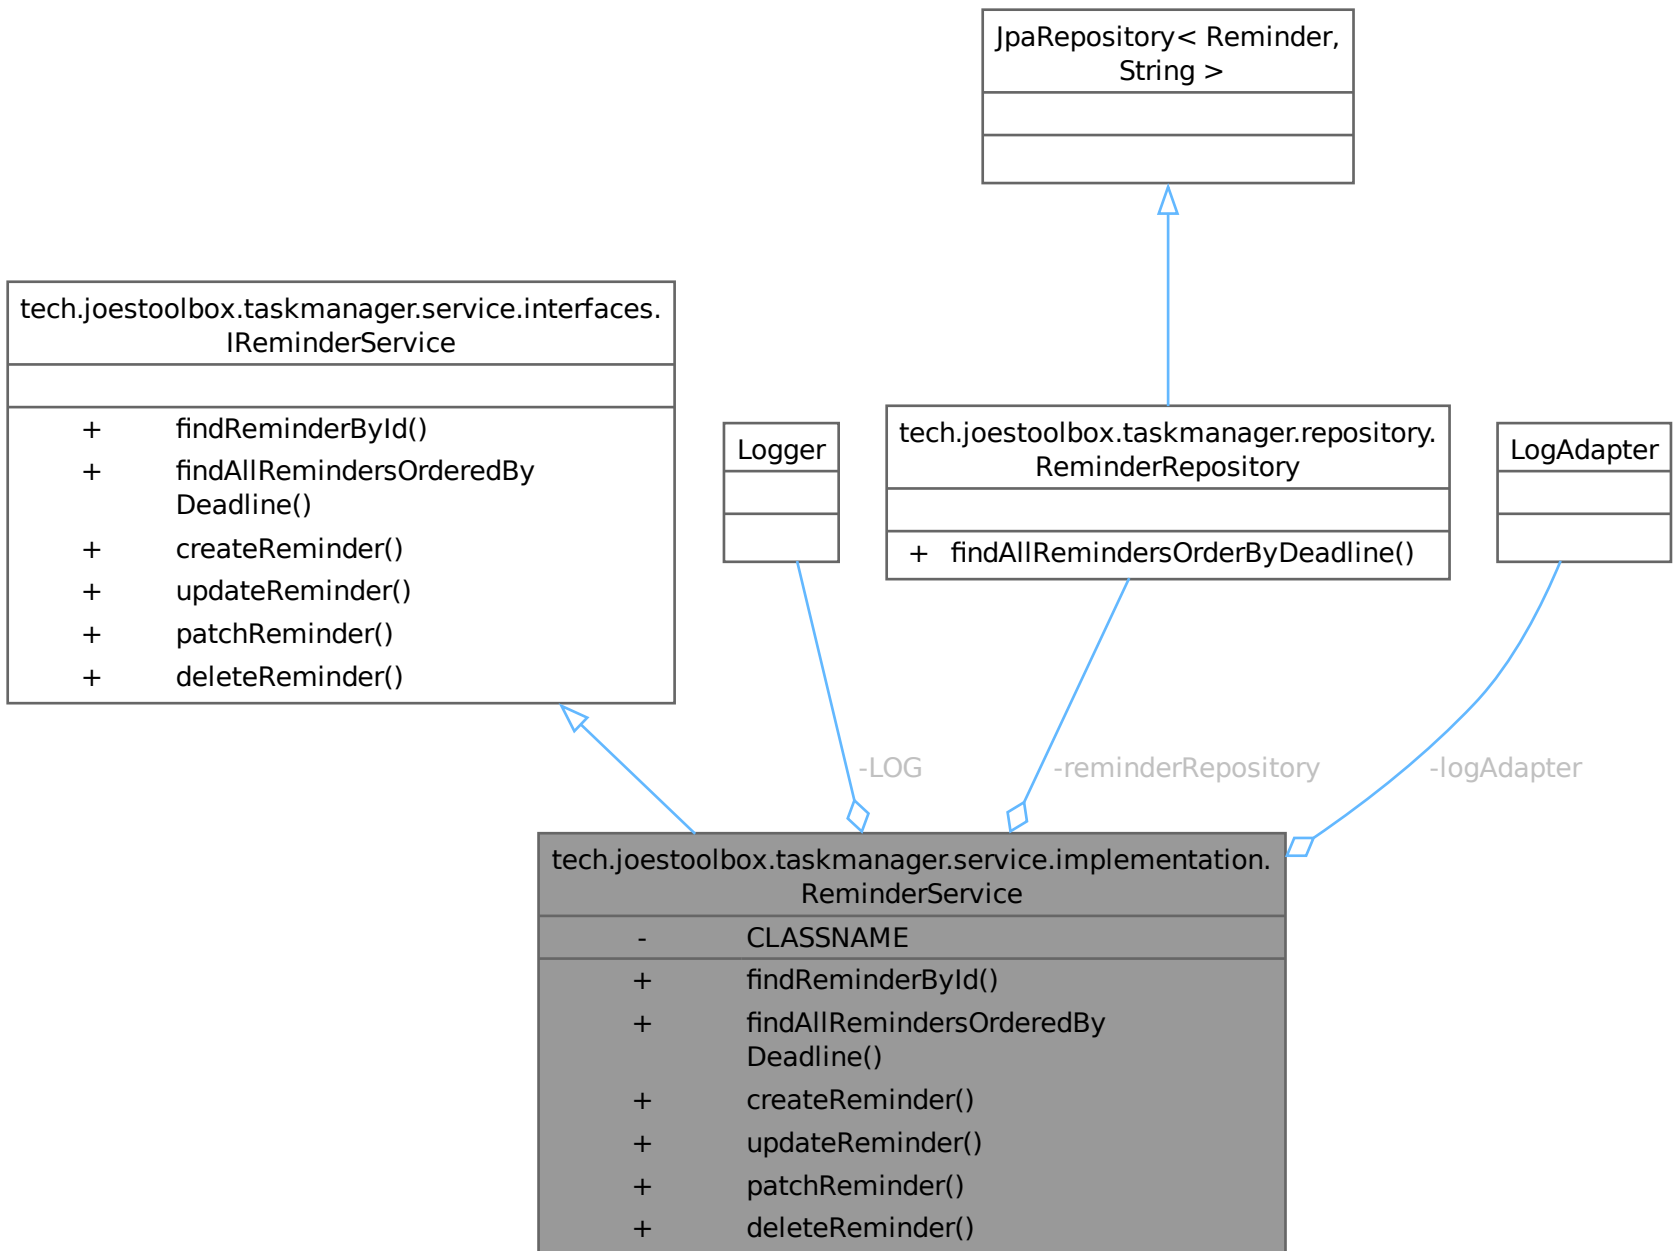 JpaRepository< Reminder,
String >
tech.joestoolbox.taskmanager.service.interfaces.
IReminderService
+ findReminderById()
+ findAllRemindersOrderedBy
Deadline()
+ createReminder()
+ updateReminder()
+ patchReminder()
+ deleteReminder()
Logger
tech.joestoolbox.taskmanager.repository.
ReminderRepository
+ findAllRemindersOrderByDeadline()
LogAdapter
-LOG
-reminderRepository
-logAdapter
tech.joestoolbox.taskmanager.service.implementation.
ReminderService
- CLASSNAME
+ findReminderById()
+ findAllRemindersOrderedBy
Deadline()
+ createReminder()
+ updateReminder()
+ patchReminder()
+ deleteReminder()